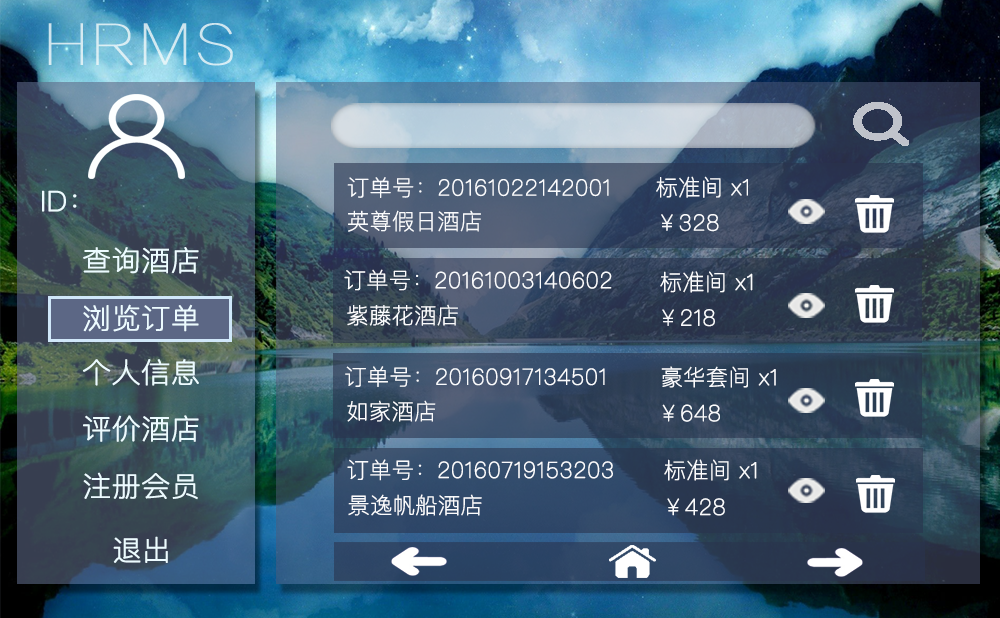 HRMS
ID：
查询酒店
浏览订单
个人信息
评价酒店
注册会员
退出
订单号：20161022142001 标准间 x1
英尊假日酒店 ￥328
订单号：20161003140602 标准间 x1
紫藤花酒店 ￥218
订单号：20160917134501 豪华套间 x1
如家酒店 ￥648
订单号：20160719153203 标准间 x1
景逸帆船酒店 ￥428